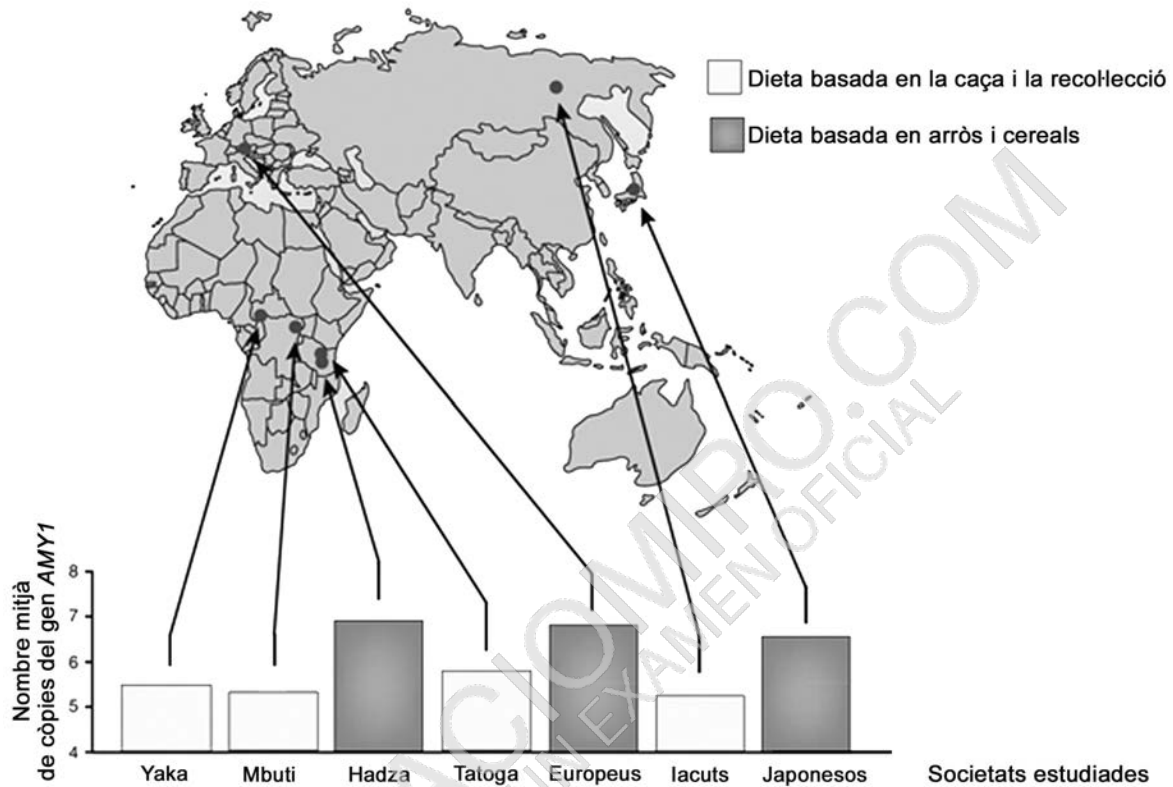 Dieta basada en la caça i la recol·lecció
Dieta basada en arròs i cereals
Nombre mitjà
de còpies del gen AMY1
8
7
6
5
4
Yaka
Mbuti
Hadza
Tatoga
Europeus
Iacuts
Japonesos
Societats estudiades